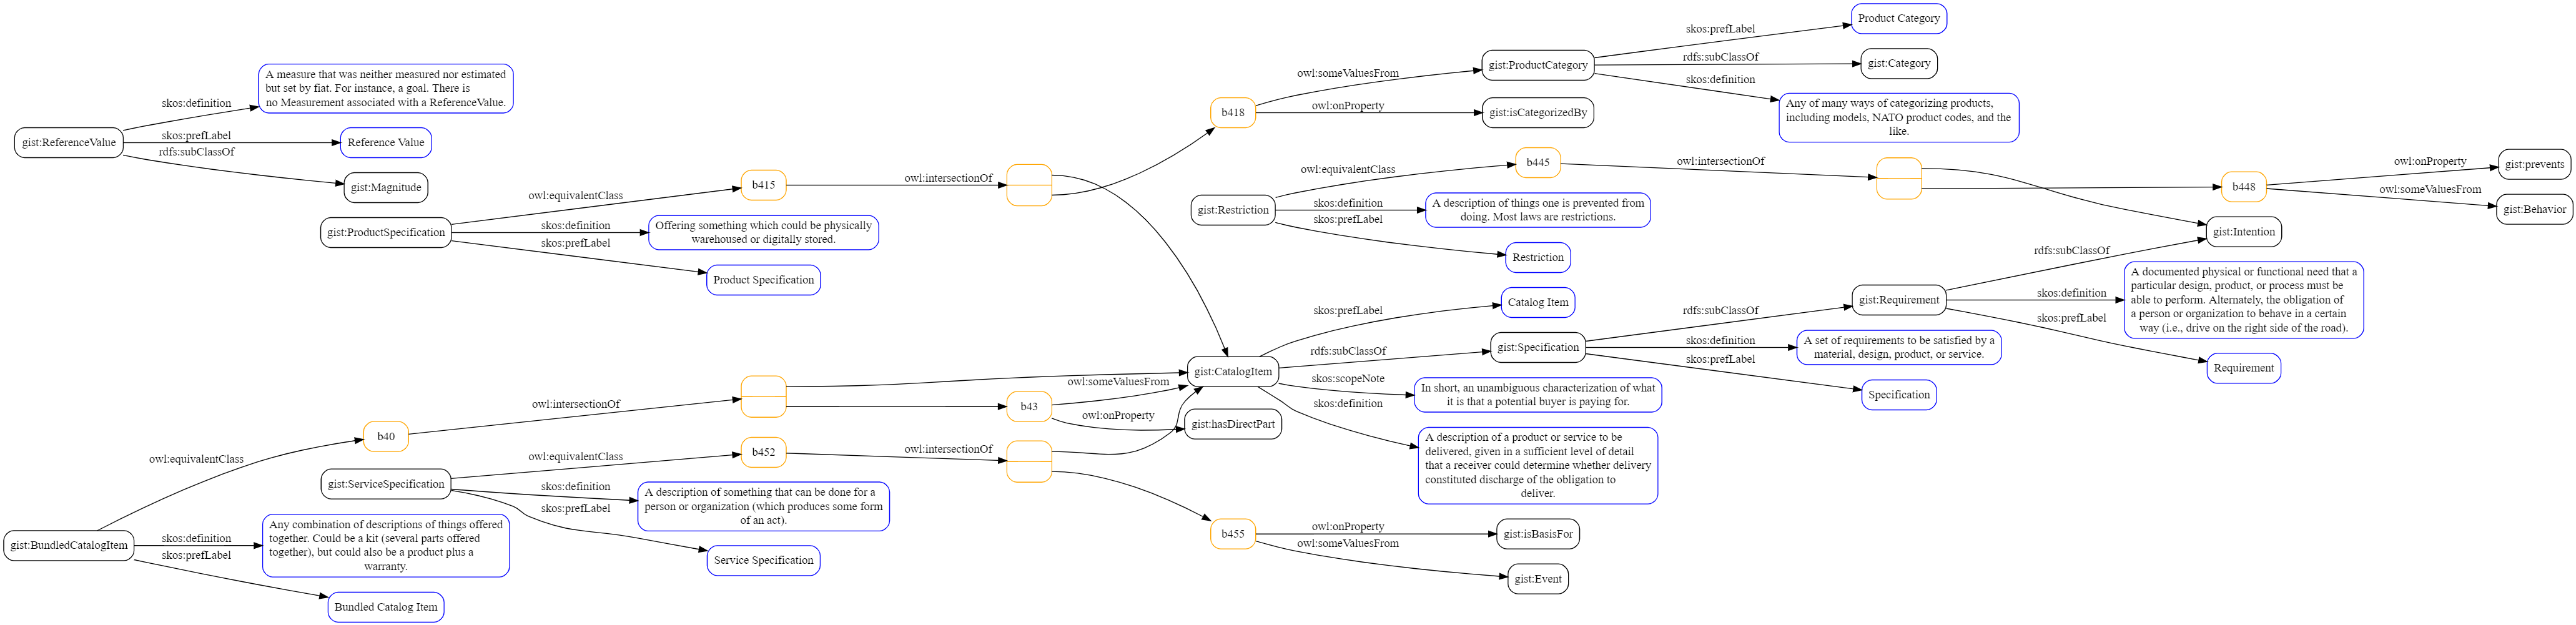 gist:ReferenceValue
skos:definition
A measure that was neither measured nor estimated
but set by fiat. For instance, a goal. There is
no Measurement associated with a ReferenceValue.
skos:prefLabel
Reference Value
rdfs:subClassOf
gist:Magnitude
gist:ProductSpecification
owl:equivalentClass
b415
owl:intersectionOf
skos:definition
Offering something which could be physically
warehoused or digitally stored.
skos:prefLabel
Product Specification
b418
owl:someValuesFrom
gist:ProductCategory
owl:onProperty
gist:isCategorizedBy
skos:prefLabel
Product Category
rdfs:subClassOf
gist:Category
skos:definition
Any of many ways of categorizing products,
including models, NATO product codes, and the
like.
gist:Restriction
owl:equivalentClass
b445
owl:intersectionOf
skos:definition
A description of things one is prevented from
doing. Most laws are restrictions.
skos:prefLabel
Restriction
b448
owl:onProperty
gist:prevents
owl:someValuesFrom
gist:Behavior
gist:Intention
gist:CatalogItem
skos:prefLabel
Catalog Item
rdfs:subClassOf
gist:Specification
skos:scopeNote
In short, an unambiguous characterization of what
it is that a potential buyer is paying for.
skos:definition
A description of a product or service to be
delivered, given in a sufficient level of detail
that a receiver could determine whether delivery
constituted discharge of the obligation to
deliver.
rdfs:subClassOf
gist:Requirement
skos:definition
A set of requirements to be satisfied by a
material, design, product, or service.
skos:prefLabel
Specification
rdfs:subClassOf
skos:definition
A documented physical or functional need that a
particular design, product, or process must be
able to perform. Alternately, the obligation of
a person or organization to behave in a certain
way (i.e., drive on the right side of the road).
skos:prefLabel
Requirement
gist:BundledCatalogItem
owl:equivalentClass
b40
owl:intersectionOf
b43
owl:someValuesFrom
owl:onProperty
gist:hasDirectPart
skos:definition
Any combination of descriptions of things offered
together. Could be a kit (several parts offered
together), but could also be a product plus a
warranty.
skos:prefLabel
Bundled Catalog Item
gist:ServiceSpecification
owl:equivalentClass
b452
owl:intersectionOf
skos:definition
A description of something that can be done for a
person or organization (which produces some form
of an act).
skos:prefLabel
Service Specification
b455
owl:onProperty
gist:isBasisFor
owl:someValuesFrom
gist:Event